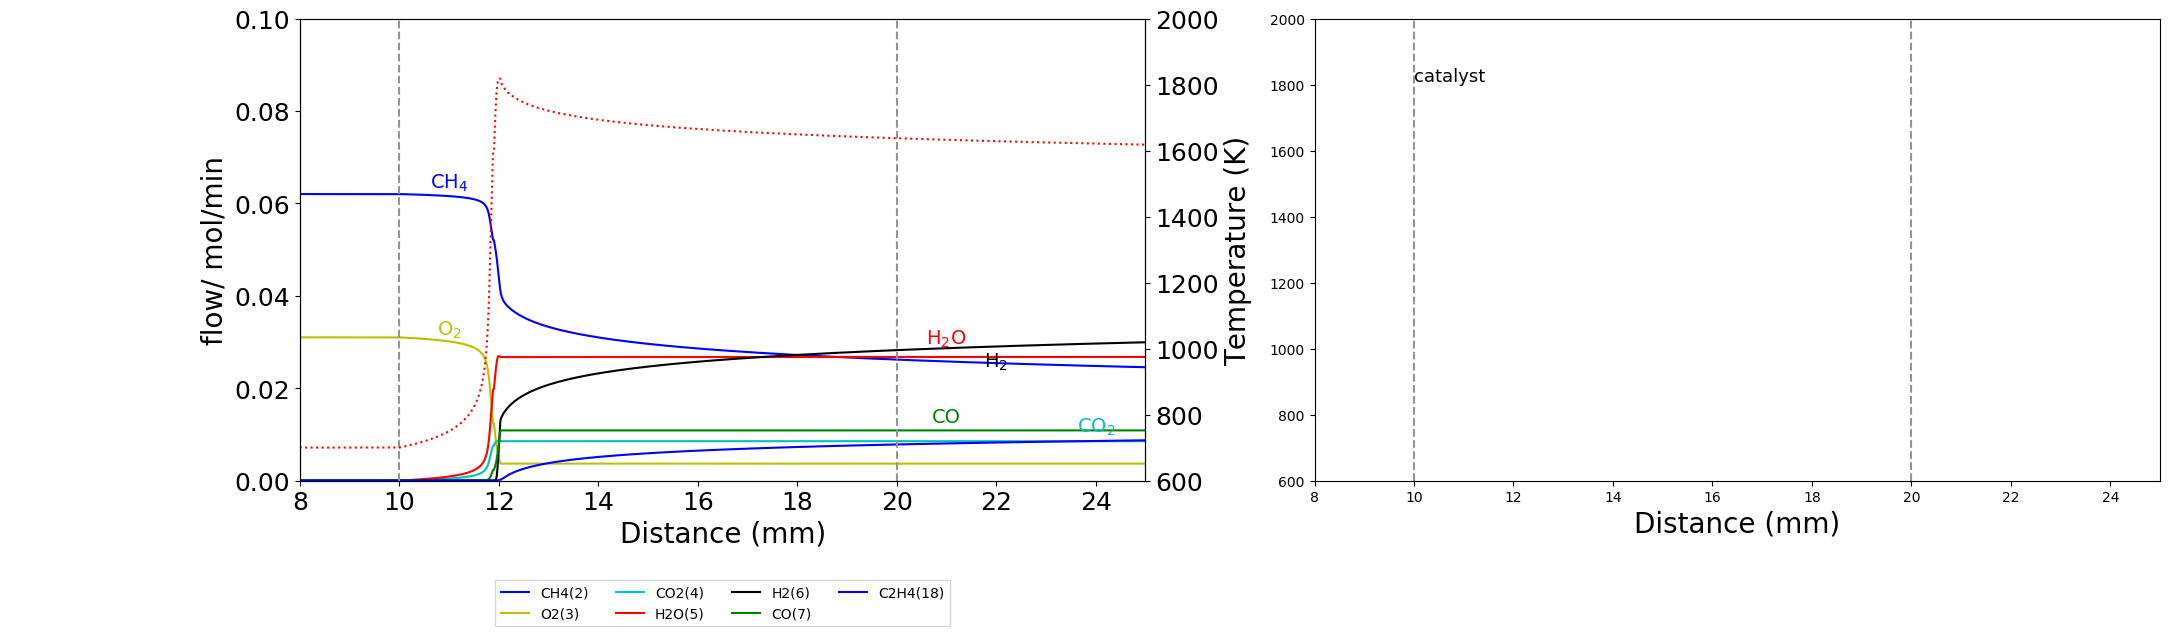 0.10
0.08
0.06
0.04
0.02
0.00
flow/ mol/min
8 10 12 14 16 18 20 22 24
Distance (mm)
2000
1800
1600
1400
1200
1000
800
600
Temperature (K)
CH₄
O₂
H₂O
H₂
CO
CO₂
CH4(2) CO2(4) H2(6) C2H4(18)
O2(3) H2O(5) CO(7)
2000
1800
1600
1400
1200
1000
800
600
catalyst
8 10 12 14 16 18 20 22 24
Distance (mm)